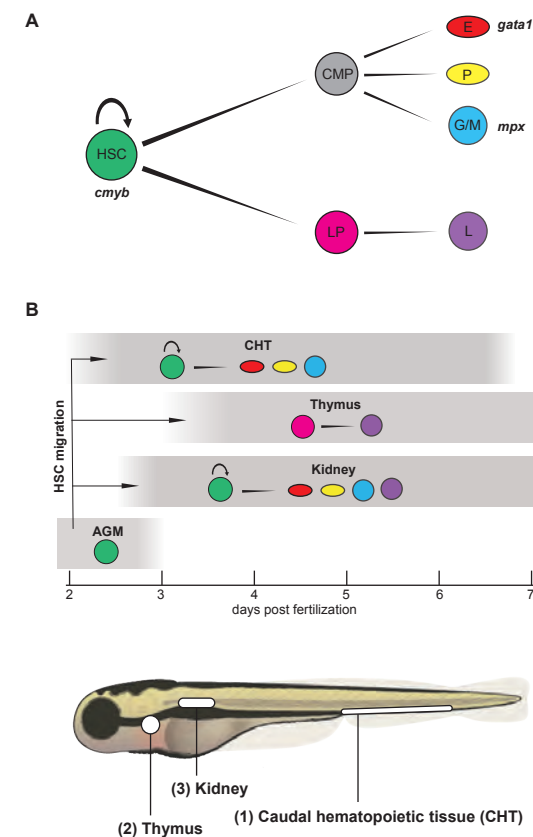 A
E
gata1
CMP
P
HSC
G/M
mpx
cmyb
LP
L
B
CHT
Thymus
HSC migration
Kidney
AGM
2 3 4 5 6 7
days post fertilization
(3) Kidney
(1) Caudal hematopoietic tissue (CHT)
(2) Thymus